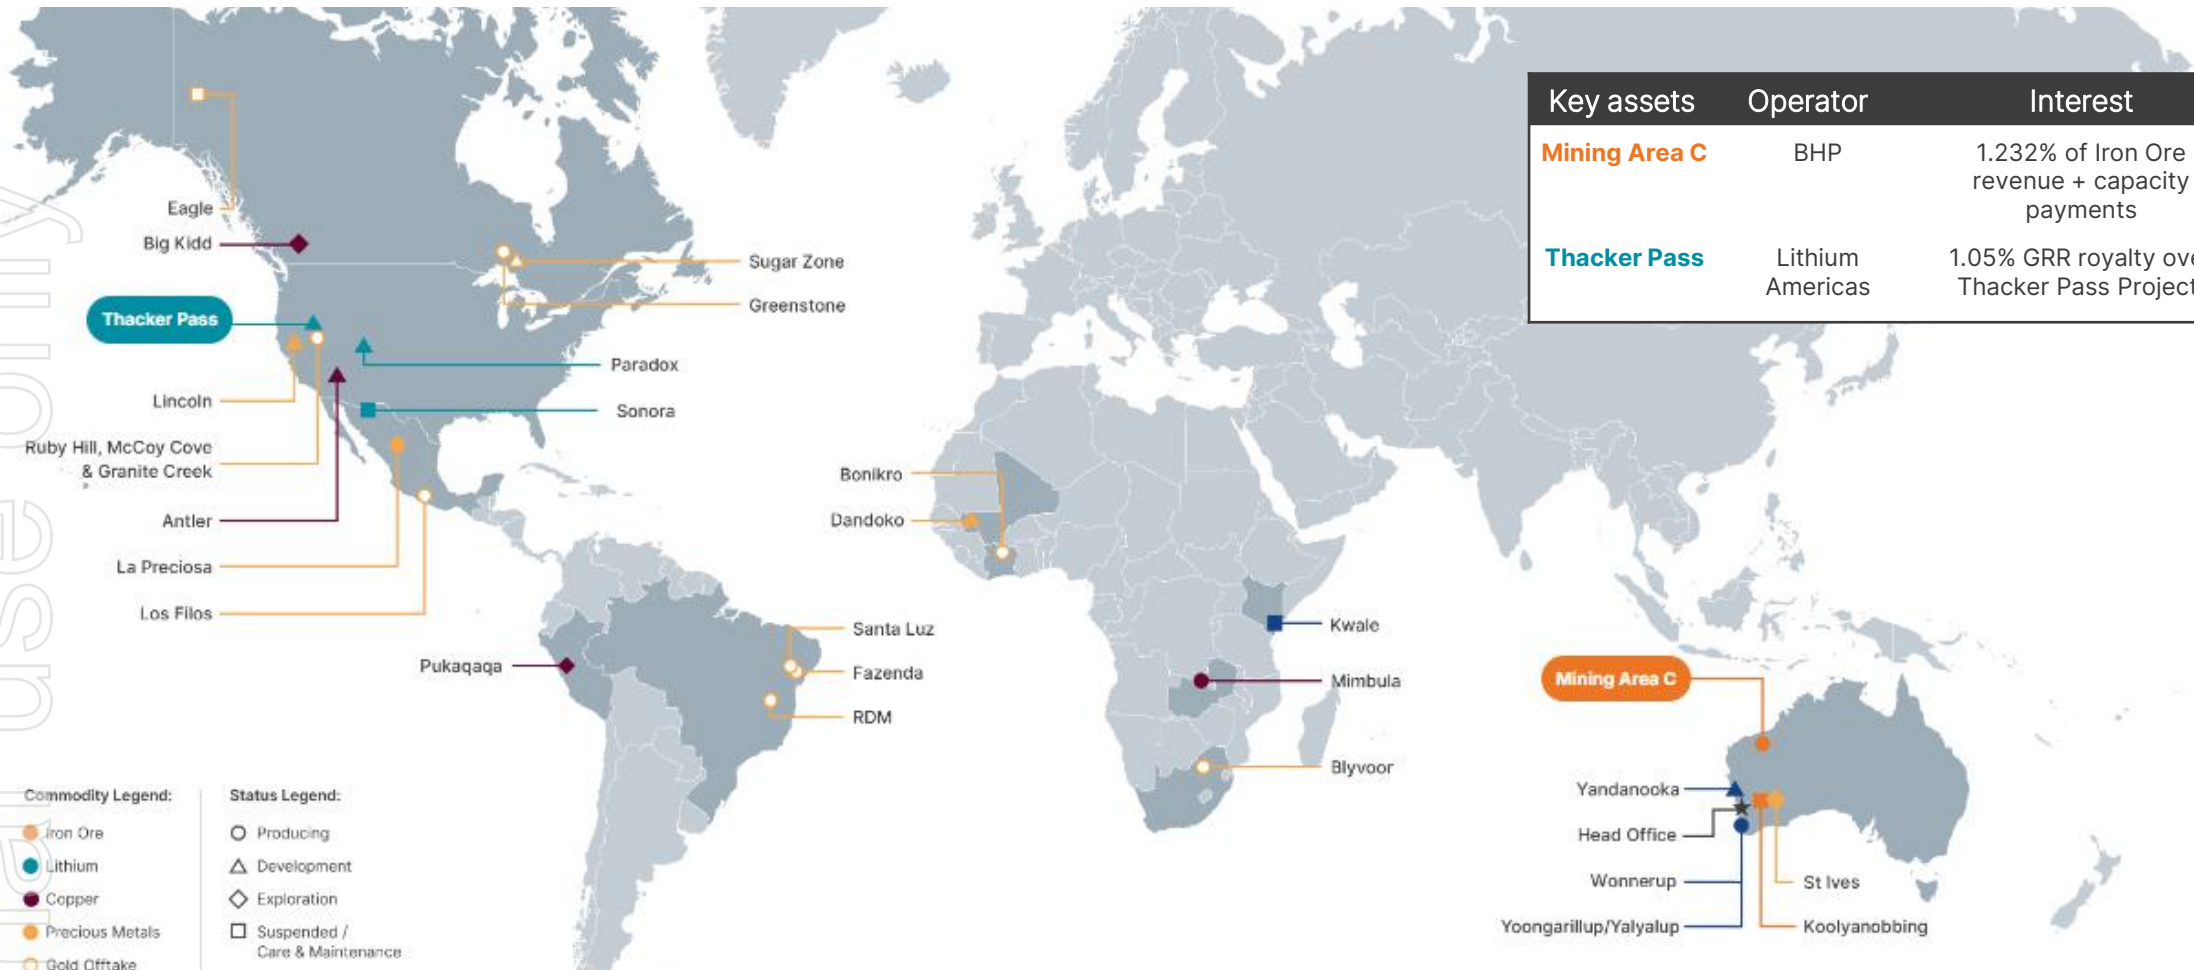 Key assets Operator Interest
Mining Area C BHP 1.232% of Iron Ore
revenue + capacity
payments
Thacker Pass Lithium 1.05% GRR royalty ove
Americas Thacker Pass Project
Eagle
Big Kidd
Thacker Pass
Lincoln
Ruby Hill, McCoy Cove
& Granite Creek
Antler
La Preciosa
Los Filos
Sugar Zone
Greenstone
Paradox
Sonora
Pukaqaqa
Santa Luz
Fazenda
RDM
Bonikro
Dandoko
Kwale
Mimbula
Blyvoor
Mining Area C
Yandanooka
Head Office
Wonnerup
Yoongarillup/Yalyalup
St Ives
Koolyanobbing
Commodity Legend:
Iron Ore
Lithium
Copper
Precious Metals
Gold Offtake
Status Legend:
Producing
Development
Exploration
Suspended /
Care & Maintenance
use only